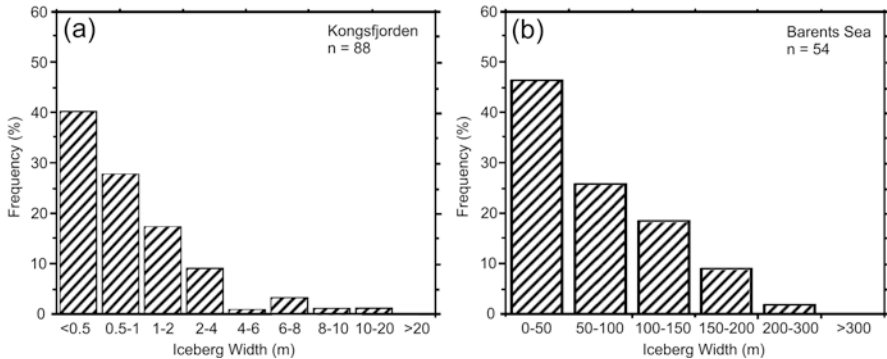 (a)
Kongsfjorden
n = 88
60
50
40
30
20
10
0
Frequency (%)
<0.5 0.5-1 1-2 2-4 4-6 6-8 8-10 10-20 >20
Iceberg Width (m)
(b)
Barents Sea
n = 54
60
50
40
30
20
10
0
Frequency (%)
0-50 50-100 100-150 150-200 200-300 >300
Iceberg Width (m)